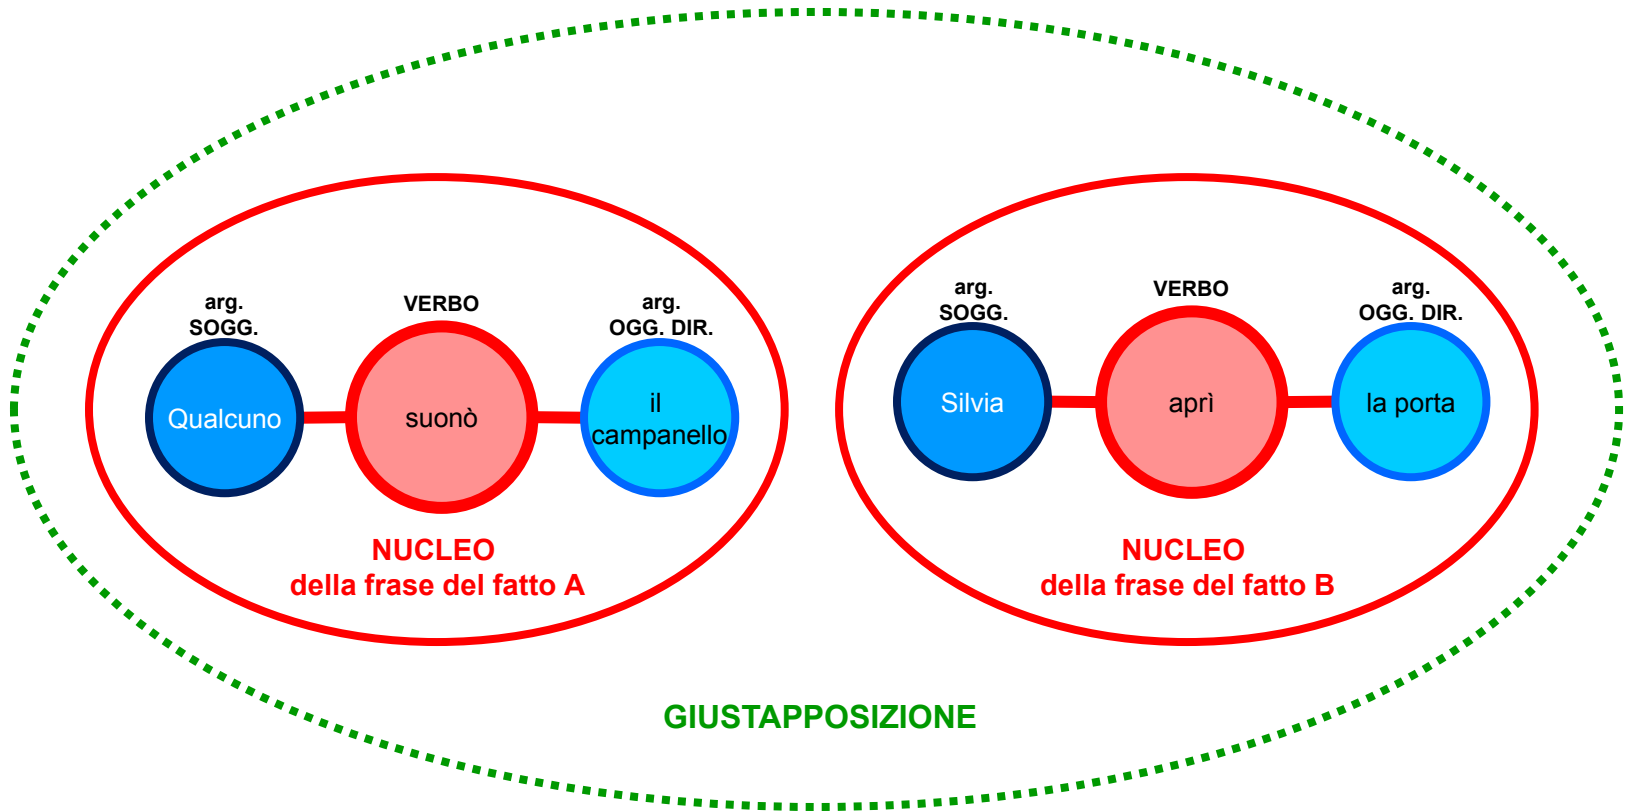 arg.
SOGG.
VERBO
arg.
OGG. DIR.
Qualcuno
suonò
il
campanello
NUCLEO
della frase del fatto A
arg.
SOGG.
VERBO
arg.
OGG. DIR.
Silvia
aprì
la porta
NUCLEO
della frase del fatto B
GIUSTAPPOSIZIONE